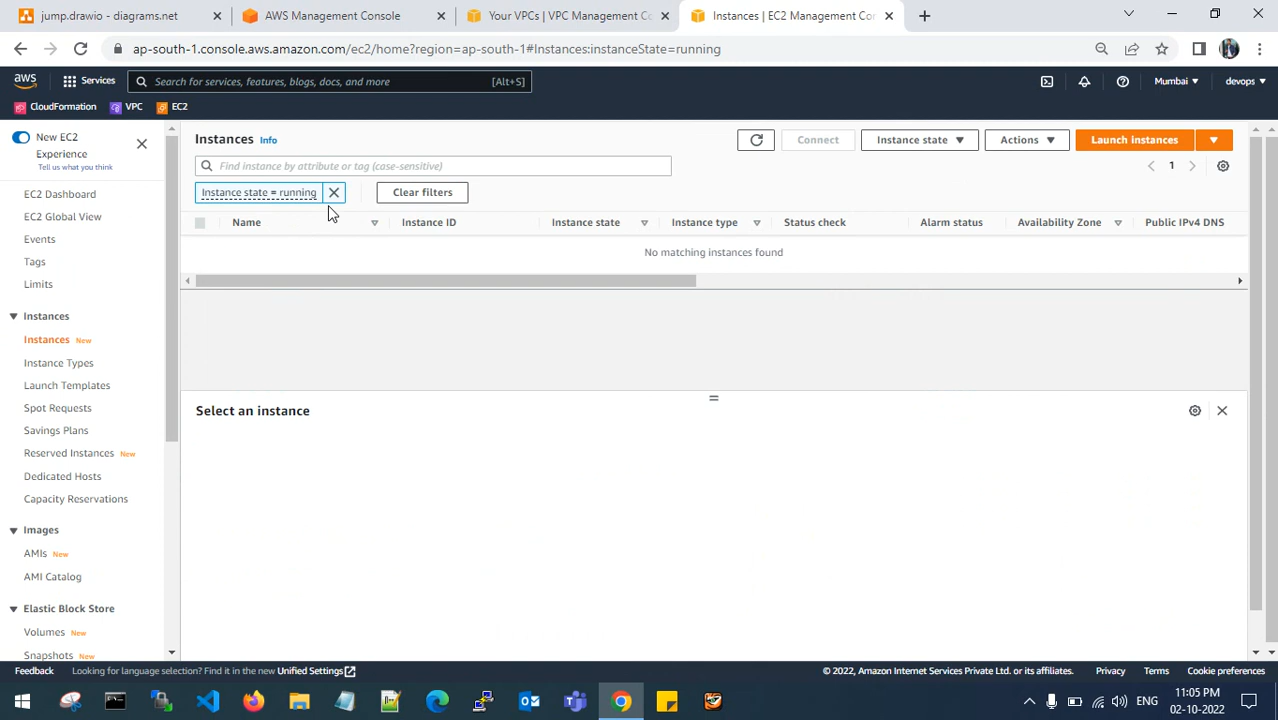 jump.drawio - diagrams.net
AWS Management Console
Your VPCs | VPC Management Co
Instances | EC2 Management Con
ap-south-1.console.aws.amazon.com/ec2/home?region=ap-south-1#Instances:instanceState=running
aws
Services
Search for services, features, blogs, docs, and more
[Alt+S]
Mumbai
devops
CloudFormation
VPC
EC2
New EC2
Experience
Tell us what you think
EC2 Dashboard
EC2 Global View
Events
Tags
Limits
Instances
Instances New
Instance Types
Launch Templates
Spot Requests
Savings Plans
Reserved Instances New
Dedicated Hosts
Capacity Reservations
Images
AMIs New
AMI Catalog
Elastic Block Store
Volumes New
Snapshots New
Instances Info
Connect
Instance state
Actions
Launch instances
Find instance by attribute or tag (case-sensitive)
1
Instance state = running
Clear filters
Name
Instance ID
Instance state
Instance type
Status check
Alarm status
Availability Zone
Public IPv4 DNS
No matching instances found
Select an instance
Feedback
Looking for language selection? Find it in the new Unified Settings
© 2022, Amazon Internet Services Private Ltd. or its affiliates.
Privacy
Terms
Cookie preferences
ENG
11:05 PM
02-10-2022